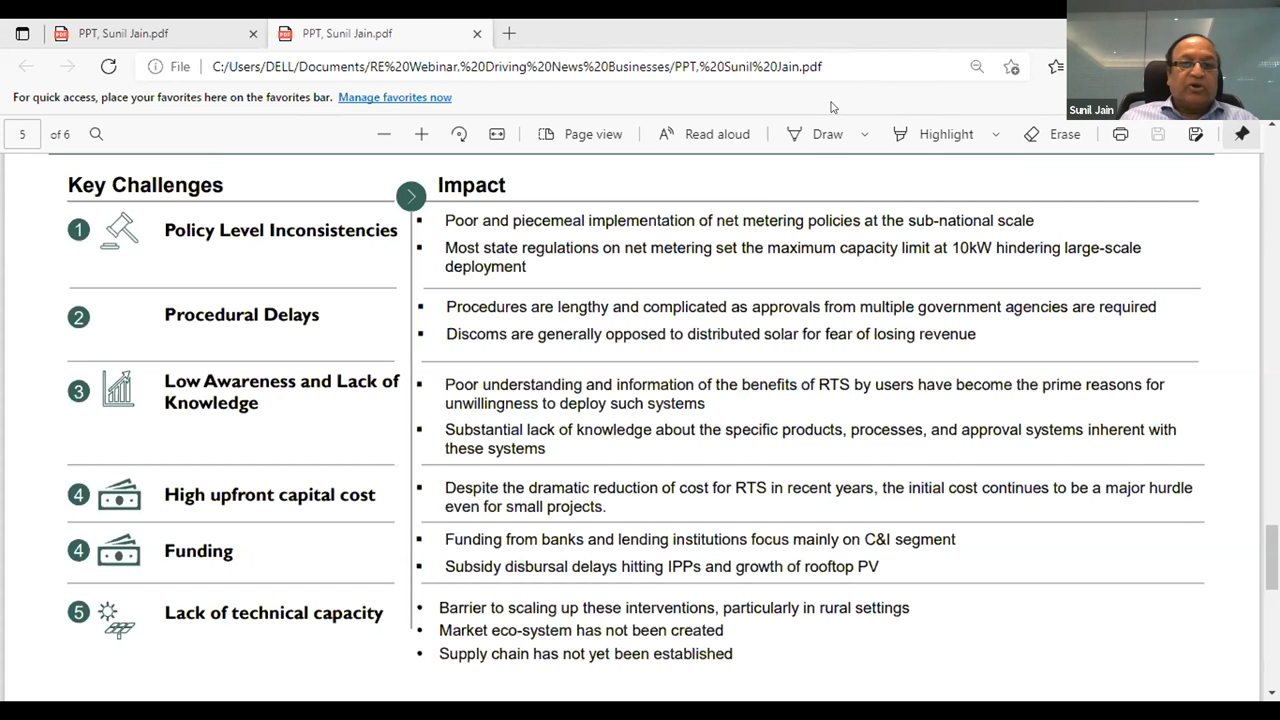 PPT, Sunil Jain.pdf
PPT, Sunil Jain.pdf
File
C:/Users/DELL/Documents/RE%20Webinar,%20Driving%20News%20Businesses/PPT,%20Sunil%20Jain.pdf
For quick access, place your favorites here on the favorites bar.
Manage favorites now
Sunil Jain
5 of 6
Page view
Read aloud
Draw
Highlight
Erase
Key Challenges
Impact
1 Policy Level Inconsistencies
Poor and piecemeal implementation of net metering policies at the sub-national scale
Most state regulations on net metering set the maximum capacity limit at 10kW hindering large-scale
deployment
2 Procedural Delays
Procedures are lengthy and complicated as approvals from multiple government agencies are required
Discoms are generally opposed to distributed solar for fear of losing revenue
3 Low Awareness and Lack of
Knowledge
Poor understanding and information of the benefits of RTS by users have become the prime reasons for
unwillingness to deploy such systems
Substantial lack of knowledge about the specific products, processes, and approval systems inherent with
these systems
4 High upfront capital cost
Despite the dramatic reduction of cost for RTS in recent years, the initial cost continues to be a major hurdle
even for small projects.
4 Funding
Funding from banks and lending institutions focus mainly on C&I segment
Subsidy disbursal delays hitting IPPs and growth of rooftop PV
5 Lack of technical capacity
Barrier to scaling up these interventions, particularly in rural settings
Market eco-system has not been created
Supply chain has not yet been established